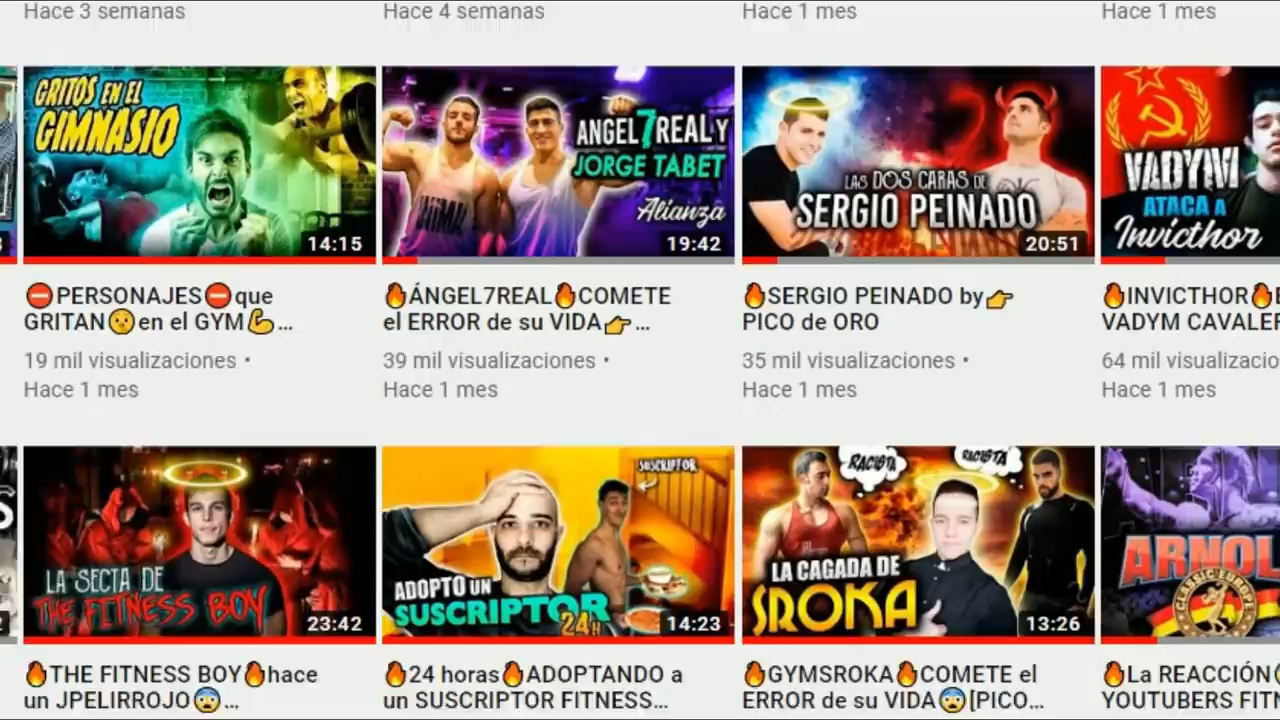 Hace 3 semanas
Hace 4 semanas
Hace 1 mes
Hace 1 mes
GRITOS EN EL
GIMNASIO
14:15
ANGEL7REAL Y
JORGE TABET
Alianza
19:42
LAS DOS CARAS DE
SERGIO PEINADO
20:51
VADYM
ATACA A
Invicthor
⛔PERSONAJES⛔que
GRITAN😯en el GYM💪...
🔥ÁNGEL7REAL🔥COMETE
el ERROR de su VIDA👉...
🔥SERGIO PEINADO by👉
PICO de ORO
🔥INVICTHOR🔥
VADYM CAVALE
19 mil visualizaciones •
Hace 1 mes
39 mil visualizaciones •
Hace 1 mes
35 mil visualizaciones •
Hace 1 mes
64 mil visualizacio
Hace 1 mes
LA SECTA DE
THE FITNESS BOY
23:42
SUSCRIPTOR
ADOPTO UN
SUSCRIPTOR
24H
14:23
RACISTA
RACISTA
LA CAGADA DE
SROKA
13:26
ARNOL
CLASSIC EUROPE
🔥THE FITNESS BOY🔥hace
un JPELIRROJO😨...
🔥24 horas🔥ADOPTANDO a
un SUSCRIPTOR FITNESS...
🔥GYMSROKA🔥COMETE el
ERROR de su VIDA😨[PICO...
🔥La REACCIÓN
YOUTUBERS FIT